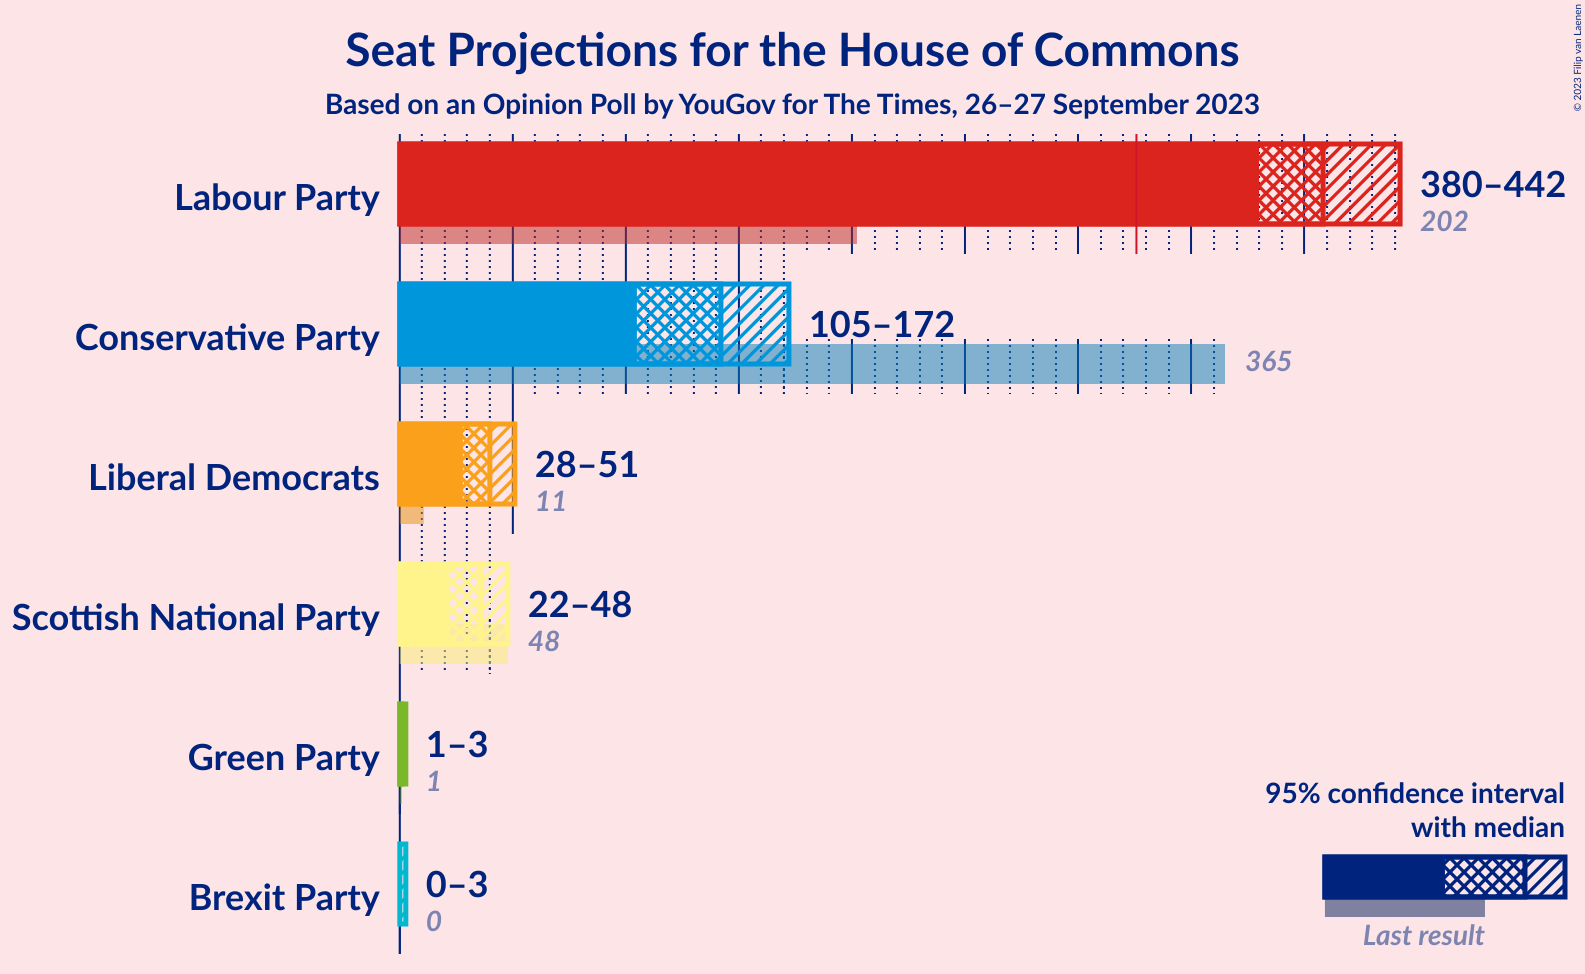 Seat Projections for the House of Commons
Based on an Opinion Poll by YouGov for The Times, 26–27 September 2023
© 2023 Filip van Laenen
Labour Party
380–442
202
Conservative Party
105–172
365
Liberal Democrats
28–51
11
Scottish National Party
22–48
48
Green Party
1–3
1
Brexit Party
0–3
0
95% confidence interval
with median
Last result